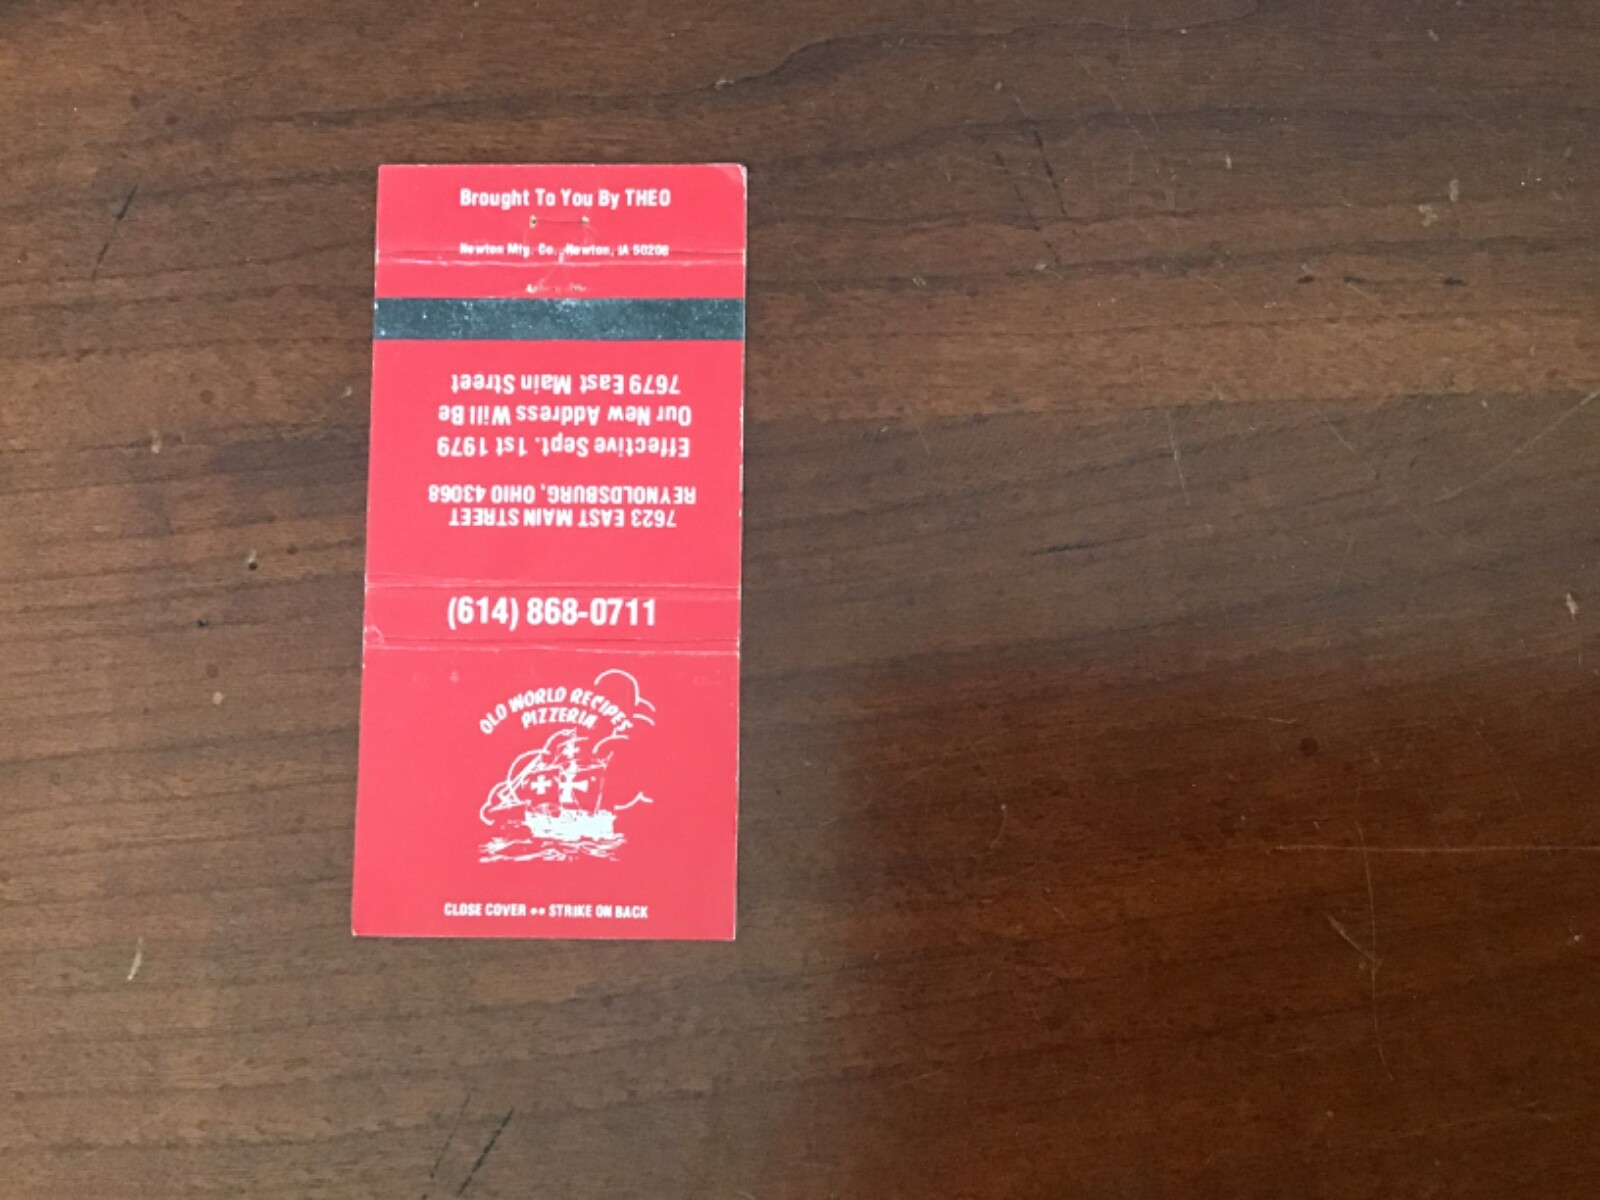 Brought To You By THEO
Newton Mfg. Co., Newton, IA 50208
7623 EAST MAIN STREET
REYNOLDSBURG, OHIO 43068
Effective Sept. 1st 1979
Our New Address Will Be
7679 East Main Street
(614) 868-0711
OLD WORLD RECIPES
PIZZERIA
CLOSE COVER •• STRIKE ON BACK